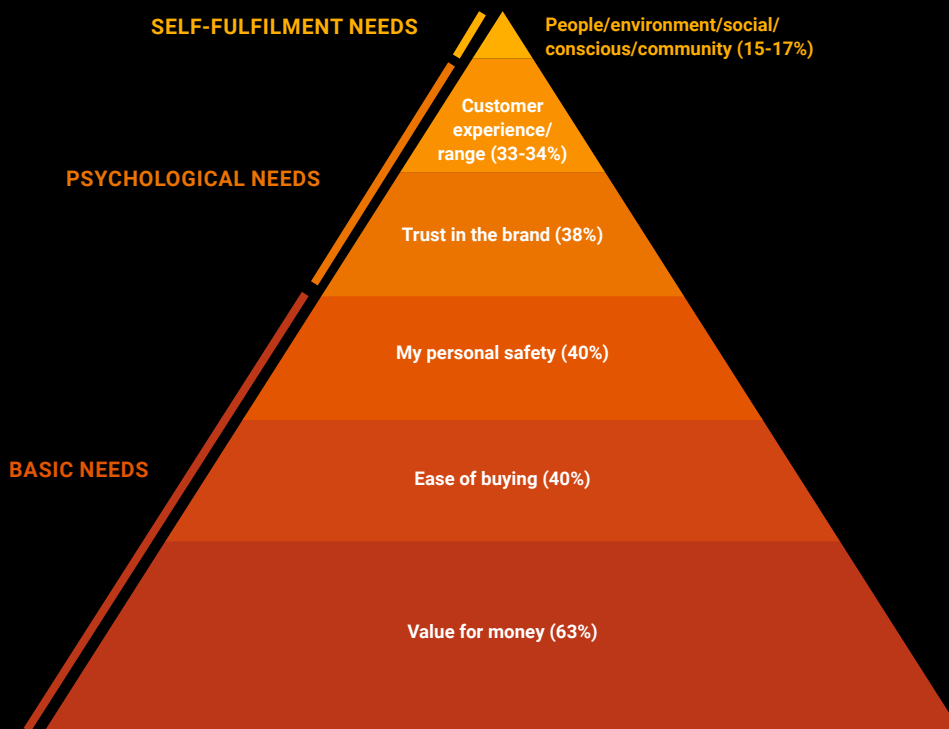 SELF-FULFILMENT NEEDS
People/environment/social/
conscious/community (15-17%)
Customer
experience/
range (33-34%)
PSYCHOLOGICAL NEEDS
Trust in the brand (38%)
My personal safety (40%)
BASIC NEEDS
Ease of buying (40%)
Value for money (63%)